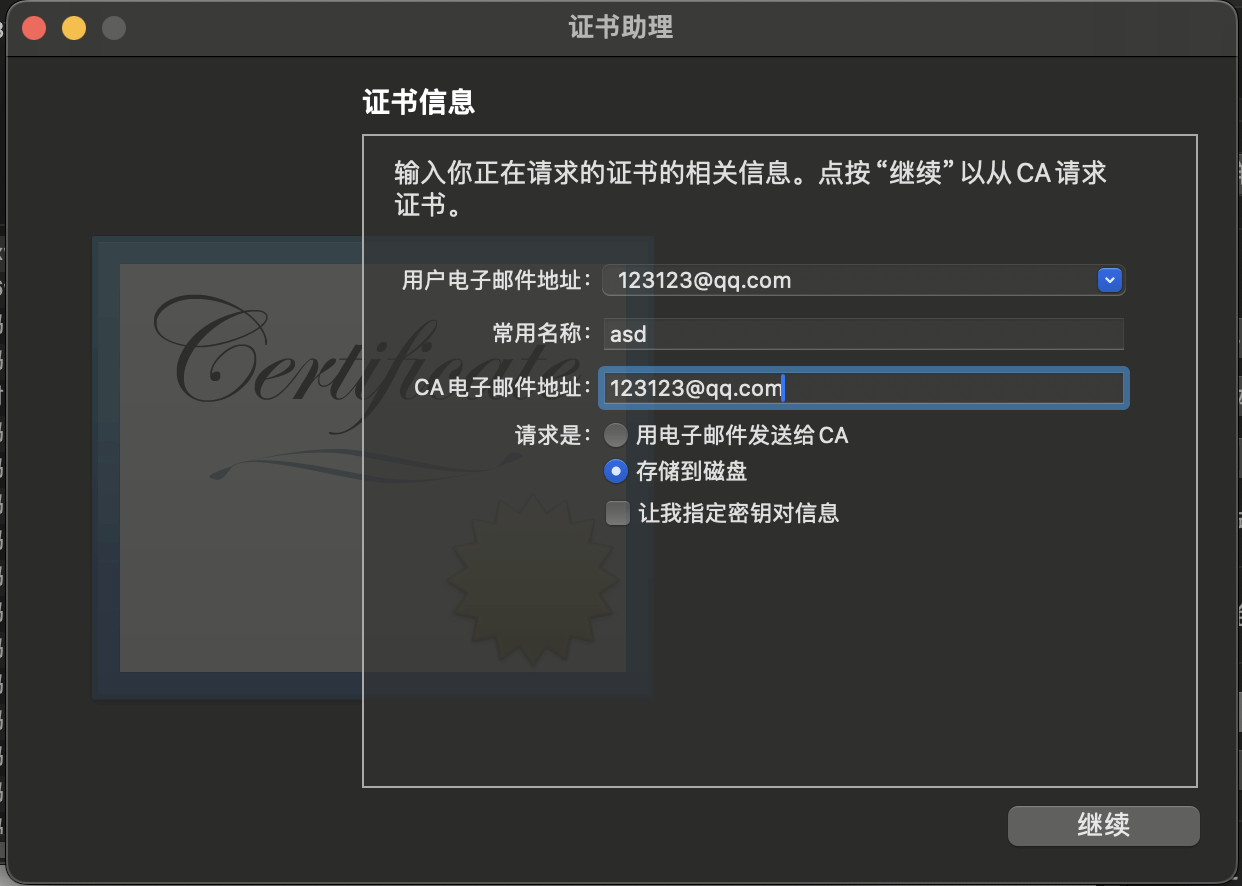 证书助理
证书信息
输入你正在请求的证书的相关信息。点按“继续”以从 CA 请求
证书。
用户电子邮件地址： 123123@qq.com
常用名称： asd
CA 电子邮件地址： 123123@qq.com
请求是： 用电子邮件发送给 CA
存储到磁盘
让我指定密钥对信息
Certificate
继续